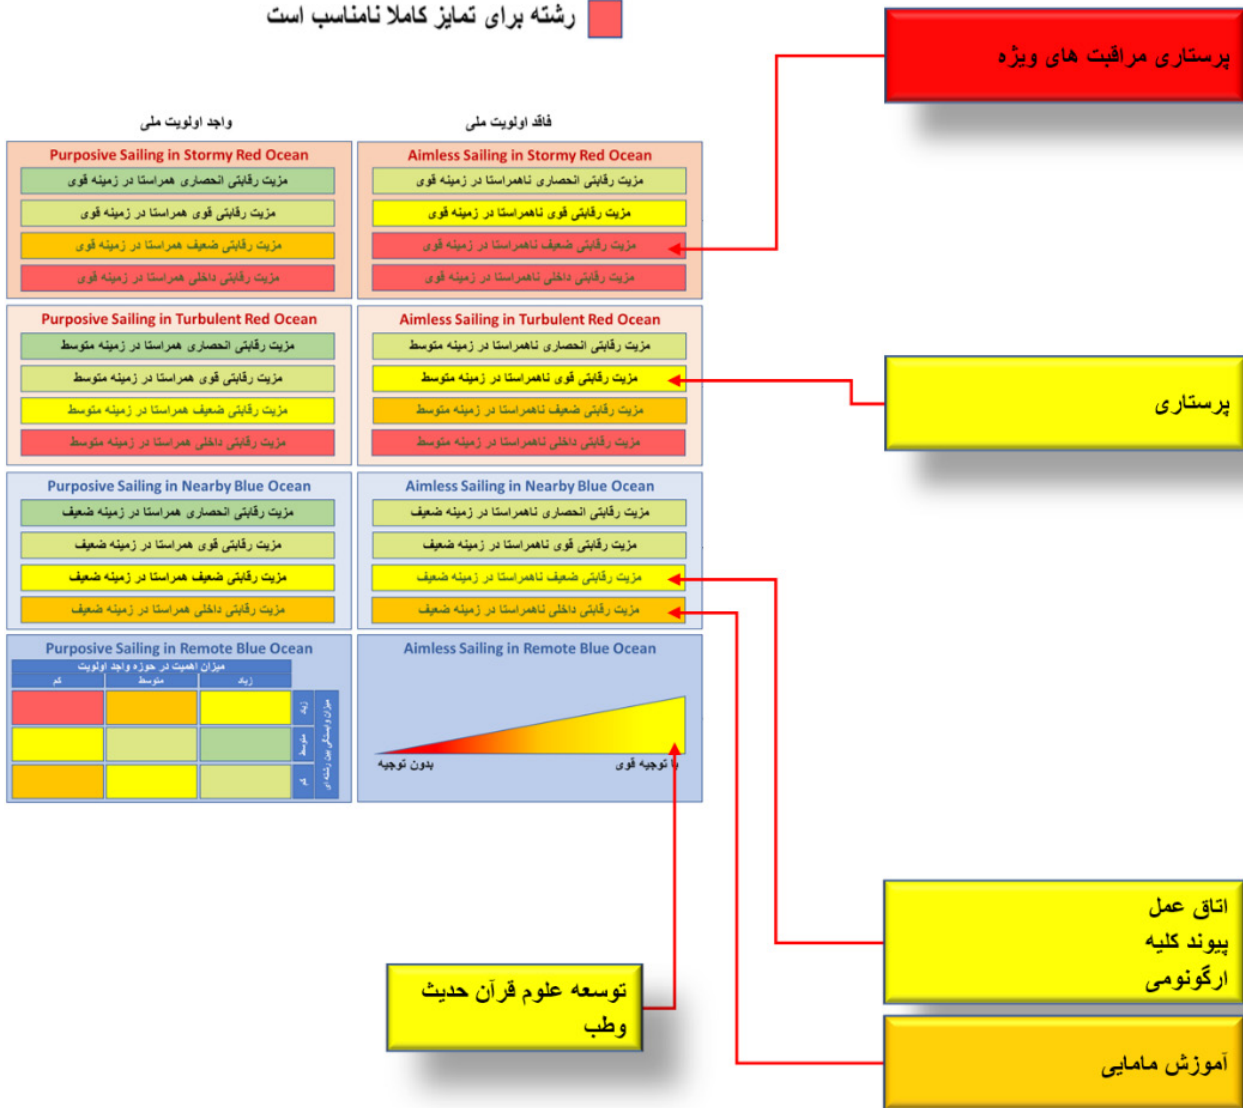 رشته برای تمایز کاملا نامناسب است
پرستاری مراقبت های ویژه
فاقد اولویت ملی
واجد اولویت ملی
Aimless Sailing in Stormy Red Ocean
مزیت رقابتی انحصاری ناهمراستا در زمینه قوی
مزیت رقابتی قوی ناهمراستا در زمینه قوی
مزیت رقابتی ضعیف ناهمراستا در زمینه قوی
مزیت رقابتی داخلی ناهمراستا در زمینه قوی
Purposive Sailing in Stormy Red Ocean
مزیت رقابتی انحصاری همراستا در زمینه قوی
مزیت رقابتی قوی همراستا در زمینه قوی
مزیت رقابتی ضعیف همراستا در زمینه قوی
مزیت رقابتی داخلی همراستا در زمینه قوی
Aimless Sailing in Turbulent Red Ocean
مزیت رقابتی انحصاری ناهمراستا در زمینه متوسط
مزیت رقابتی قوی ناهمراستا در زمینه متوسط
مزیت رقابتی ضعیف ناهمراستا در زمینه متوسط
مزیت رقابتی داخلی ناهمراستا در زمینه متوسط
Purposive Sailing in Turbulent Red Ocean
مزیت رقابتی انحصاری همراستا در زمینه متوسط
مزیت رقابتی قوی همراستا در زمینه متوسط
مزیت رقابتی ضعیف همراستا در زمینه متوسط
مزیت رقابتی داخلی همراستا در زمینه متوسط
پرستاری
Aimless Sailing in Nearby Blue Ocean
مزیت رقابتی انحصاری ناهمراستا در زمینه ضعیف
مزیت رقابتی قوی ناهمراستا در زمینه ضعیف
مزیت رقابتی ضعیف ناهمراستا در زمینه ضعیف
مزیت رقابتی داخلی ناهمراستا در زمینه ضعیف
Purposive Sailing in Nearby Blue Ocean
مزیت رقابتی انحصاری همراستا در زمینه ضعیف
مزیت رقابتی قوی همراستا در زمینه ضعیف
مزیت رقابتی ضعیف همراستا در زمینه ضعیف
مزیت رقابتی داخلی همراستا در زمینه ضعیف
Aimless Sailing in Remote Blue Ocean
با توجیه قوی
بدون توجیه
Purposive Sailing in Remote Blue Ocean
میزان اهمیت در حوزه واجد اولویت
زیاد
متوسط
کم
میزان وابستگی بین رشته ای
زیاد
متوسط
کم
اتاق عمل
پیوند کلیه
ارگونومی
توسعه علوم قرآن حدیث
وطب
آموزش مامایی